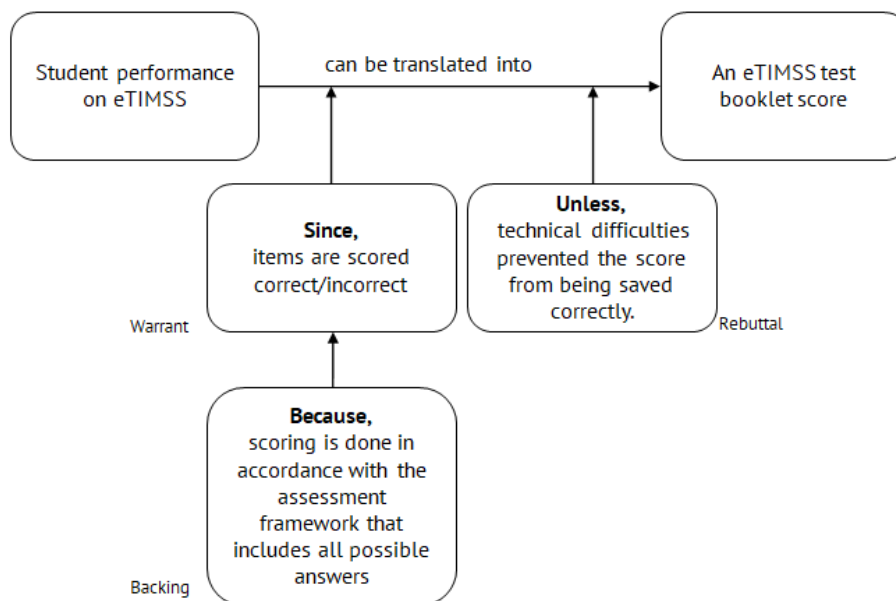 Student performance
on eTIMSS
can be translated into
An eTIMSS test
booklet score
Since,
items are scored
correct/incorrect
Warrant
Unless,
technical difficulties
prevented the score
from being saved
correctly.
Rebuttal
Because,
scoring is done in
accordance with the
assessment
framework that
includes all possible
answers
Backing